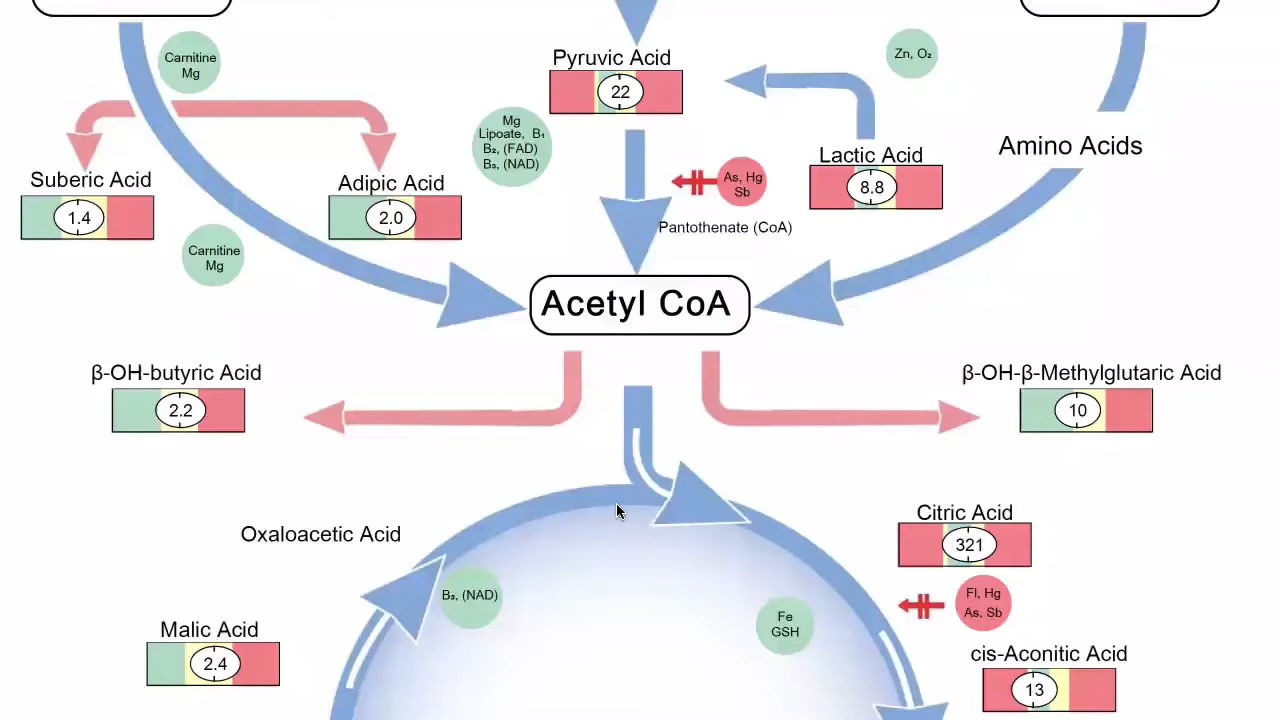 Carnitine
Mg
Pyruvic Acid
22
Zn, O₂
Mg
Lipoate, B₁
B₂, (FAD)
B₃, (NAD)
Lactic Acid
8.8
Amino Acids
As, Hg
Sb
Suberic Acid
1.4
Adipic Acid
2.0
Pantothenate (CoA)
Carnitine
Mg
Acetyl CoA
β-OH-butyric Acid
2.2
β-OH-β-Methylglutaric Acid
10
Citric Acid
321
Oxaloacetic Acid
B₃, (NAD)
Fe
GSH
Fl, Hg
As, Sb
Malic Acid
2.4
cis-Aconitic Acid
13